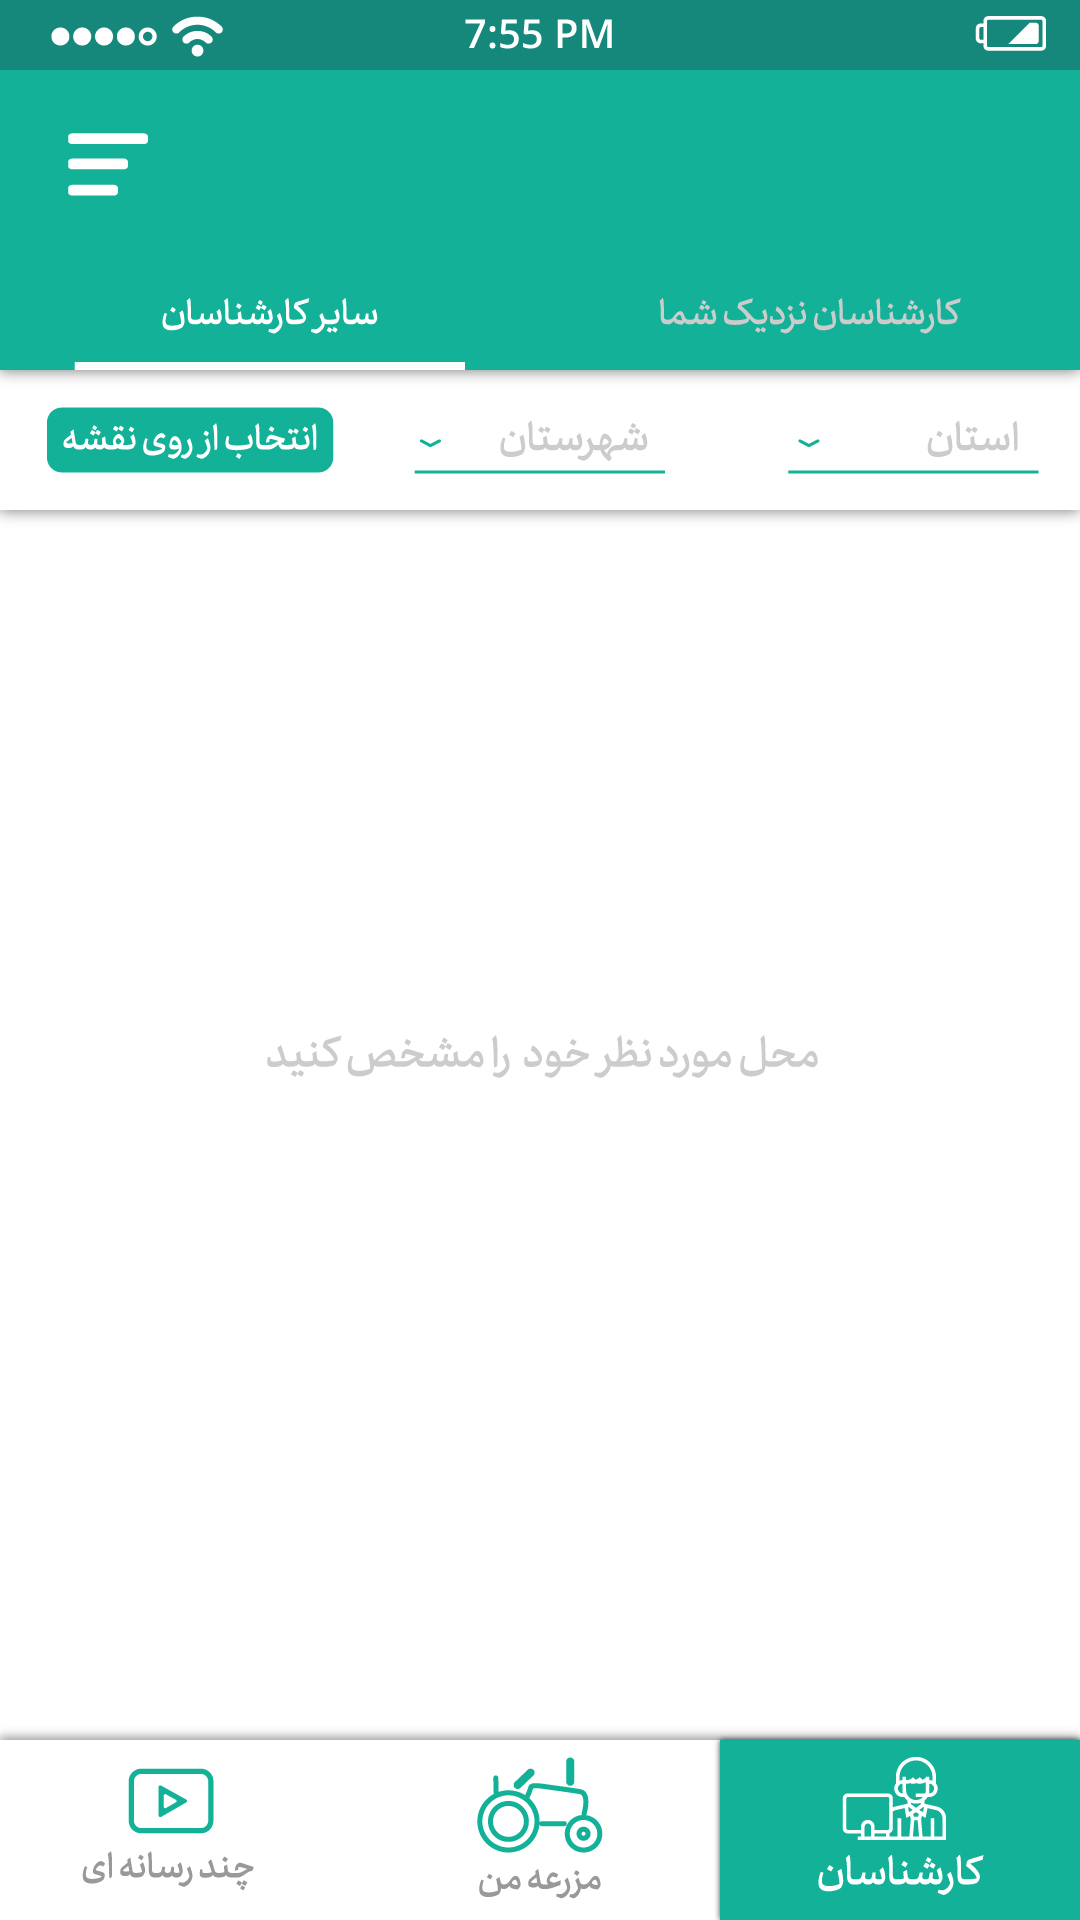 7:55 PM
کارشناسان نزدیک شما
سایر کارشناسان
استان
شهرستان
انتخاب از روی نقشه
محل مورد نظر خود را مشخص کنید
کارشناسان
مزرعه من
چند رسانه ای